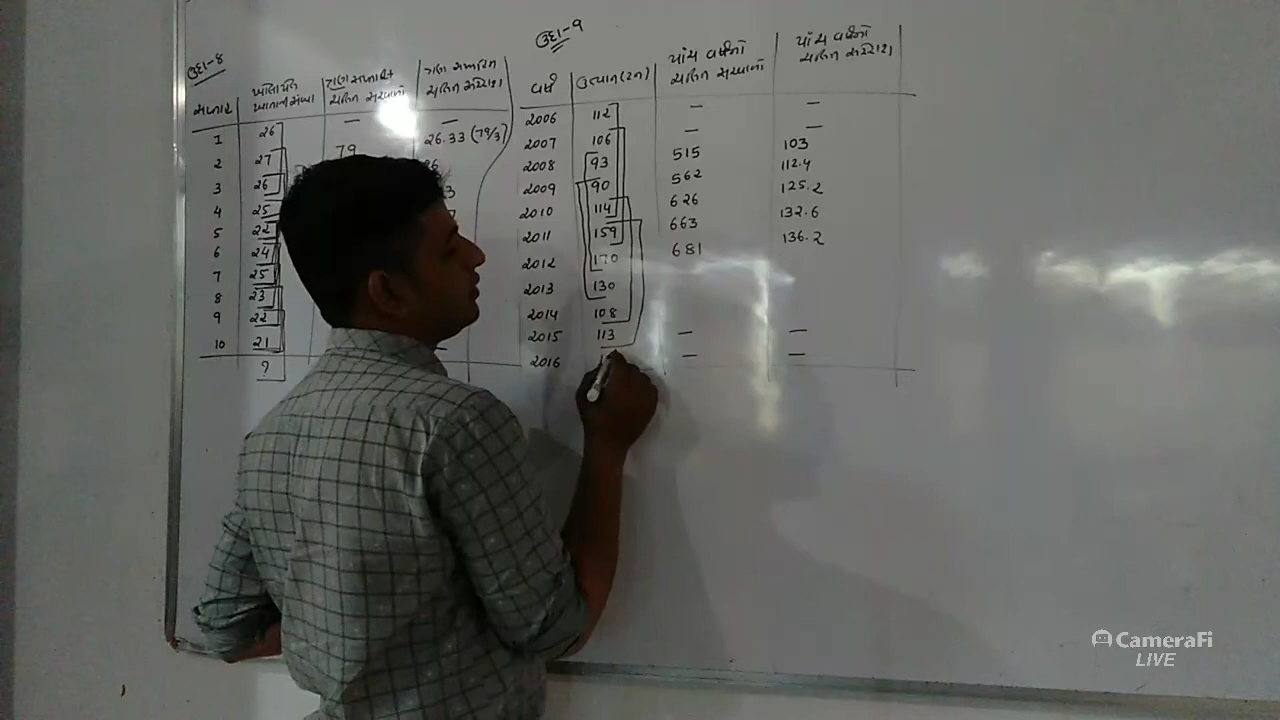 ઉદા-૯
ઉદા-૪
વર્ષ ઉત્પાદન (ટન) પાંચ વર્ષનો ચલિત સરવાળો પાંચ વર્ષની ચલિત સરેરાશ
1 26 — —
2 27 79 26.33 (79/3)
3 26
4 25
5 22
6 24
7 25
8 23
9 22
10 21
?
2006 112 — —
2007 106 — —
2008 93 515 103
2009 90 562 112.4
2010 114 626 125.2
2011 159 663 132.6
2012 170 681 136.2
2013 130
2014 108
2015 113 — —
2016 — —
CameraFi
LIVE